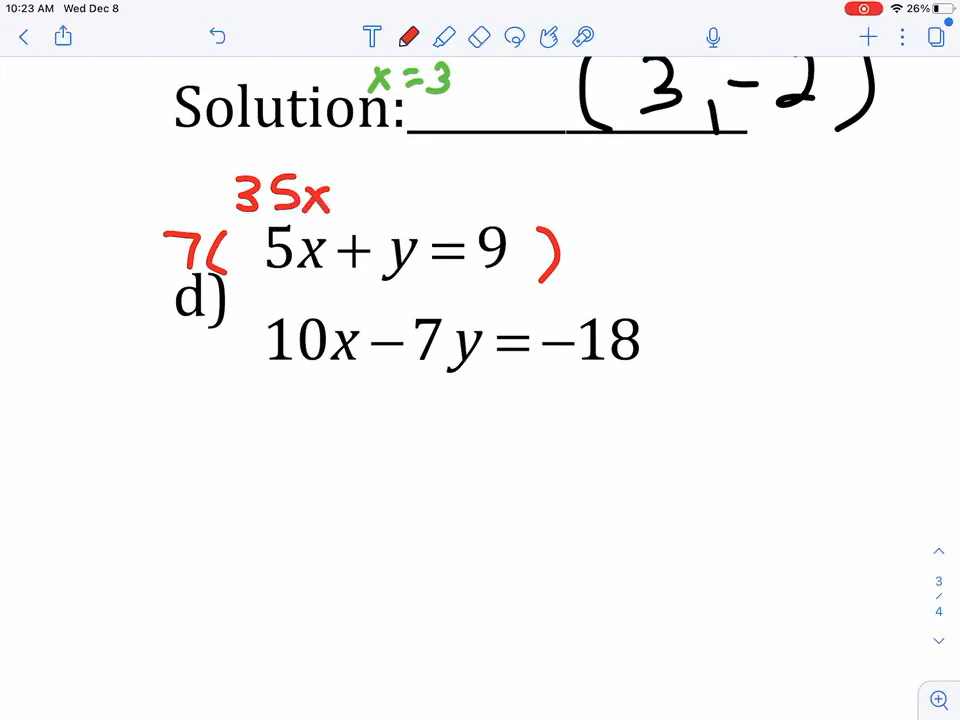 10:23 AM Wed Dec 8 26%
T
x = 3
Solution: (3, -2)
35x
7( 5x + y = 9 )
d)
10x − 7y = −18
3
/
4